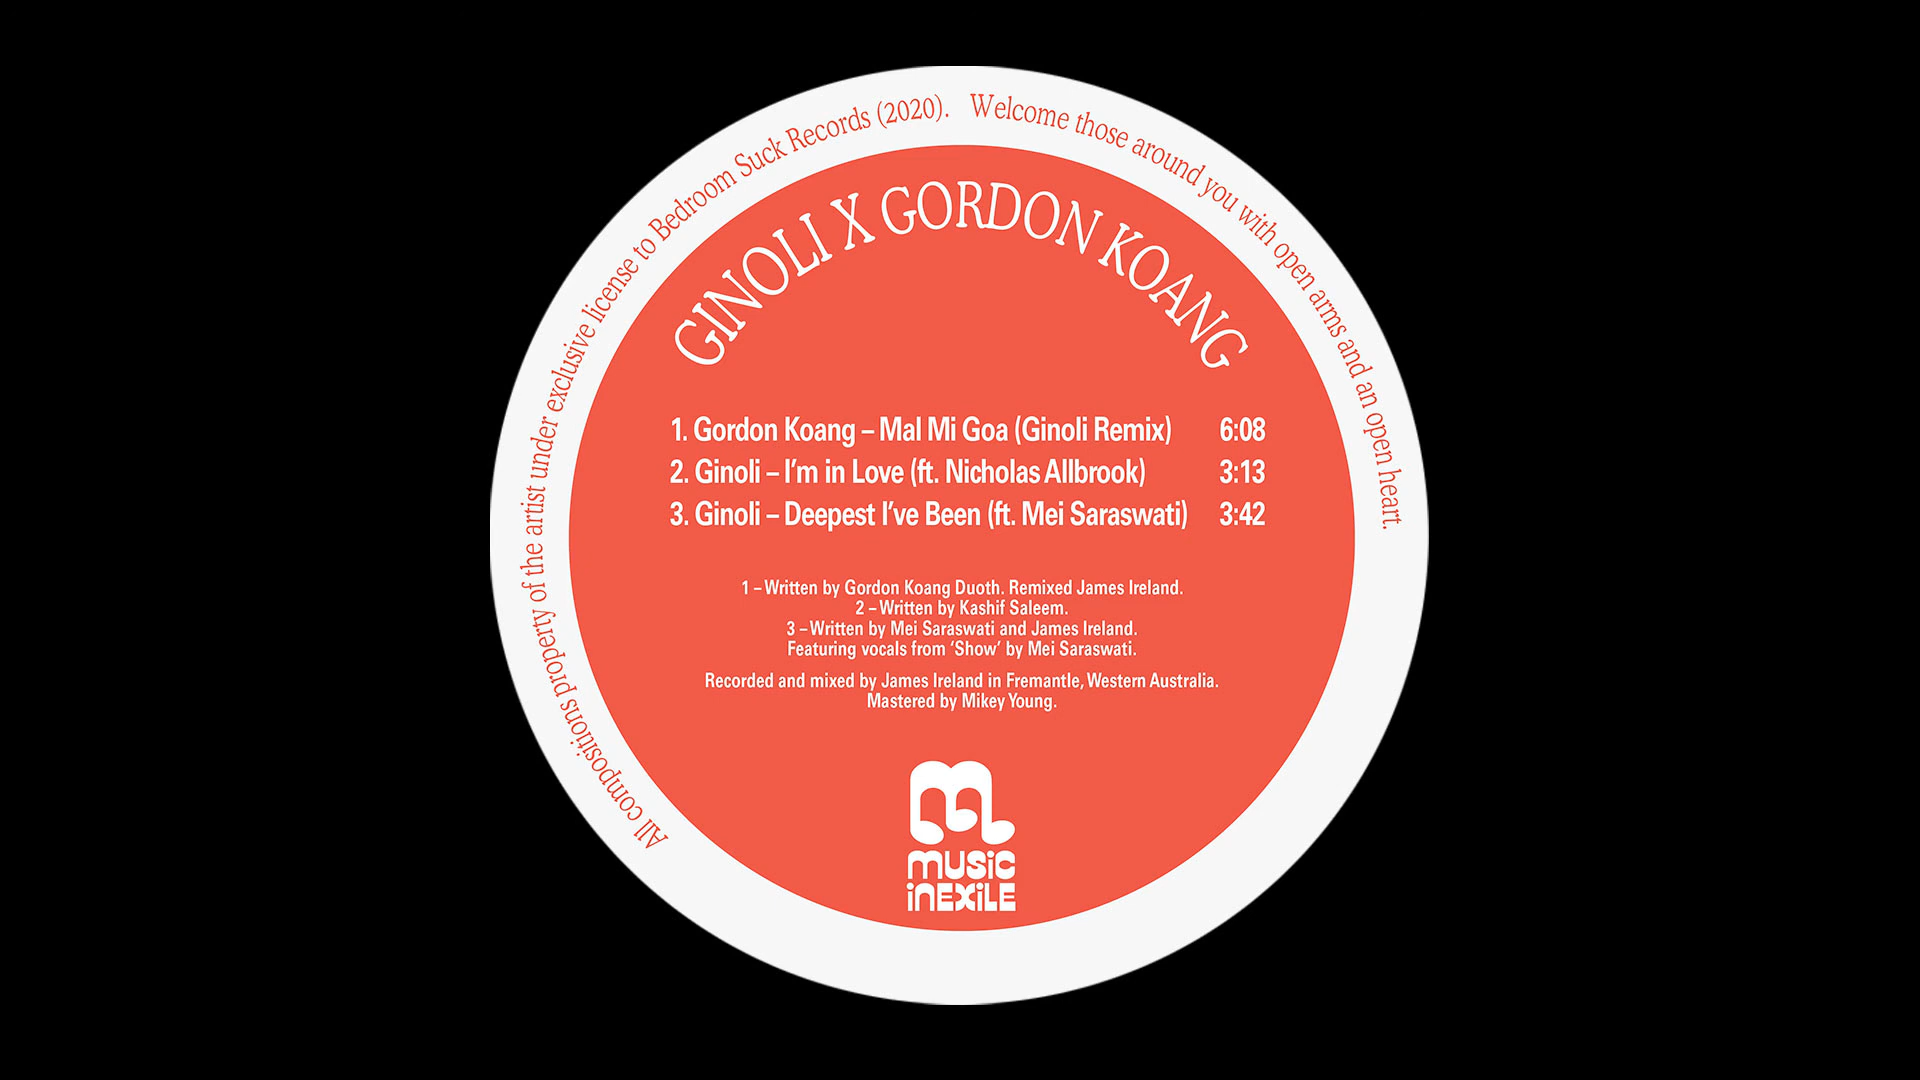 All compositions property of the artist under exclusive license to Bedroom Suck Records (2020). Welcome those around you with open arms and an open heart.
GINOLI X GORDON KOANG
1. Gordon Koang – Mal Mi Goa (Ginoli Remix) 6:08
2. Ginoli – I'm in Love (ft. Nicholas Allbrook) 3:13
3. Ginoli – Deepest I've Been (ft. Mei Saraswati) 3:42
1 – Written by Gordon Koang Duoth. Remixed James Ireland.
2 – Written by Kashif Saleem.
3 – Written by Mei Saraswati and James Ireland.
Featuring vocals from 'Show' by Mei Saraswati.
Recorded and mixed by James Ireland in Fremantle, Western Australia.
Mastered by Mikey Young.
music
inEXiLE